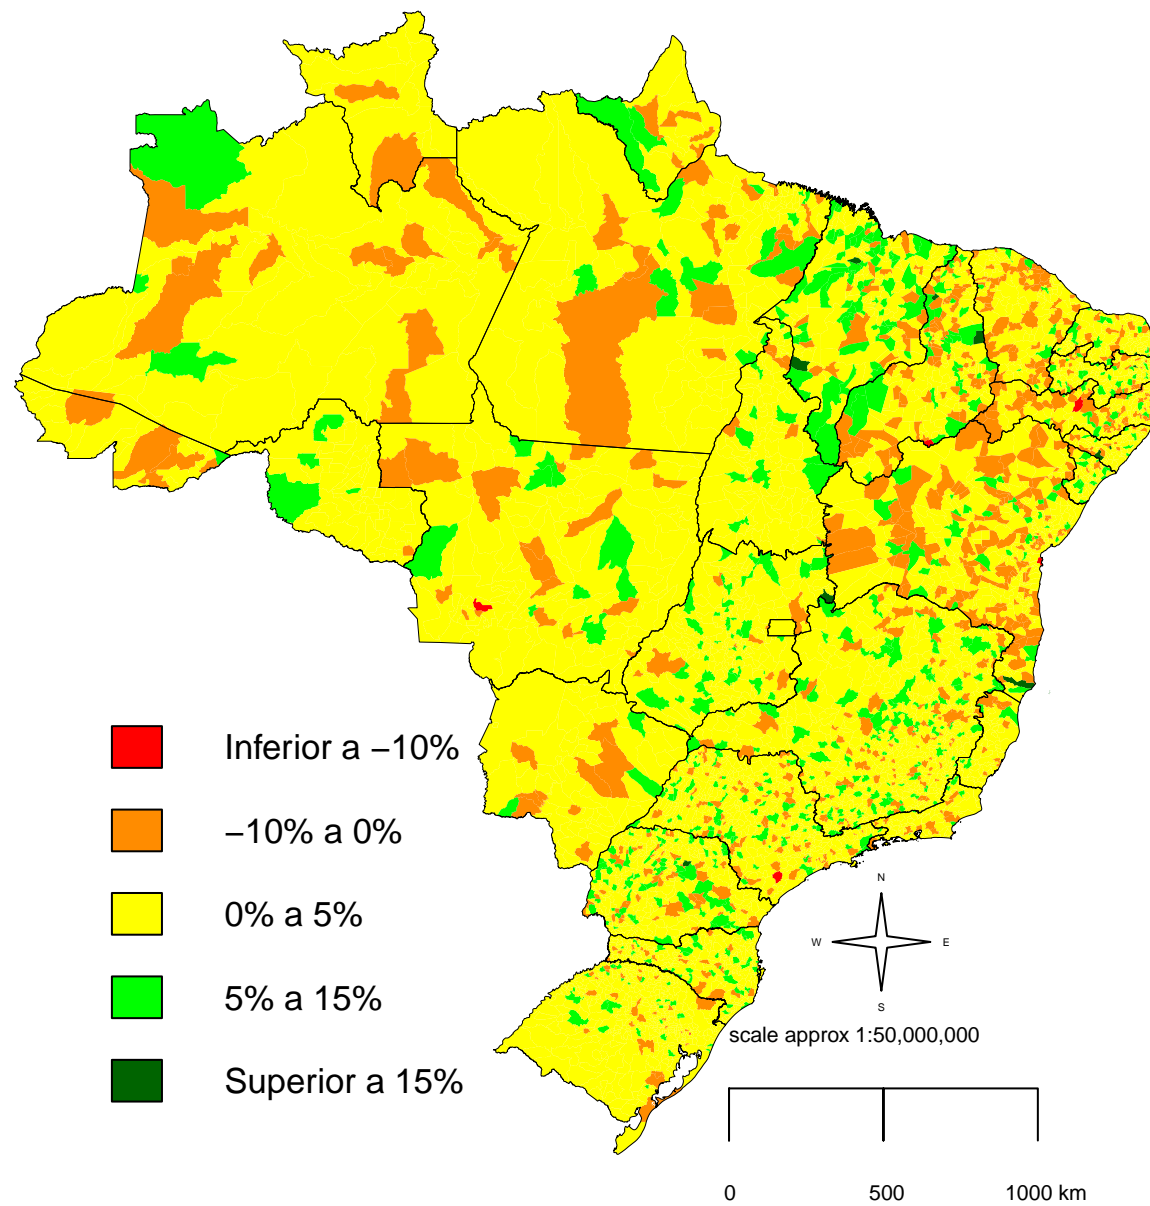 Inferior a −10%
−10% a 0%
0% a 5%
5% a 15%
Superior a 15%
N
W
E
S
scale approx 1:50,000,000
0
500
1000 km